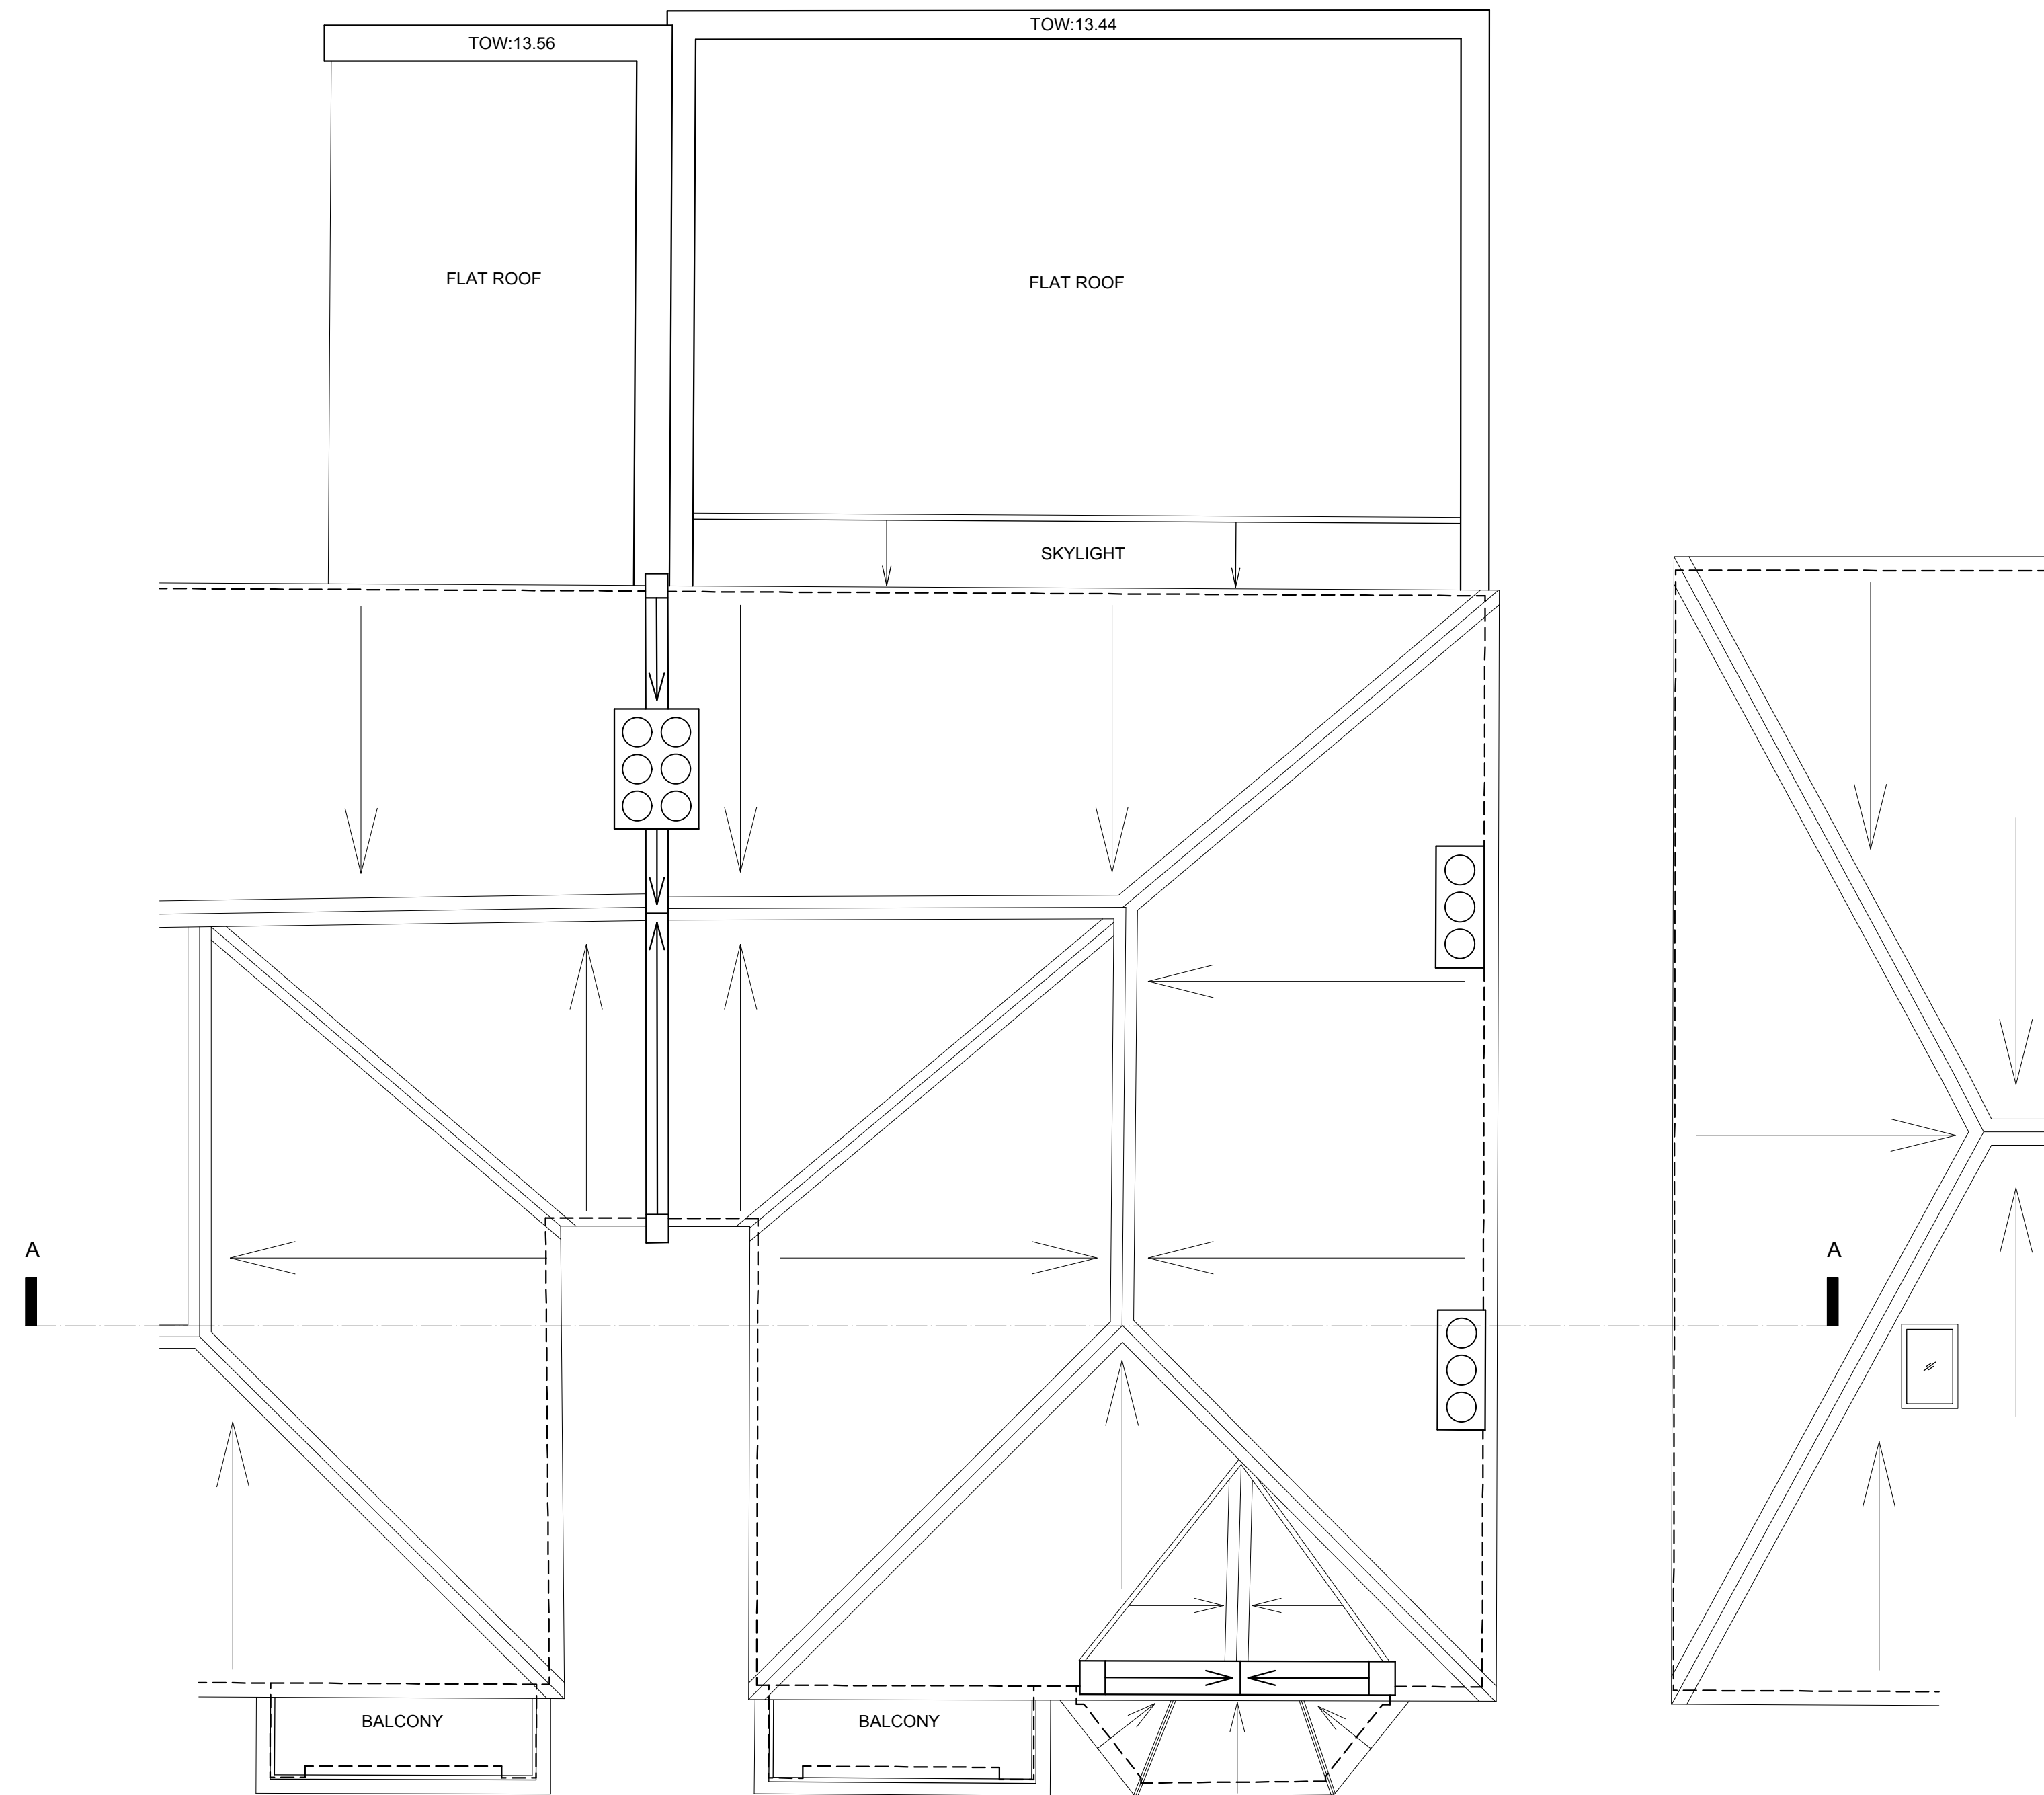 TOW:13.44
TOW:13.56
FLAT ROOF
FLAT ROOF
SKYLIGHT
A
A
BALCONY
BALCONY